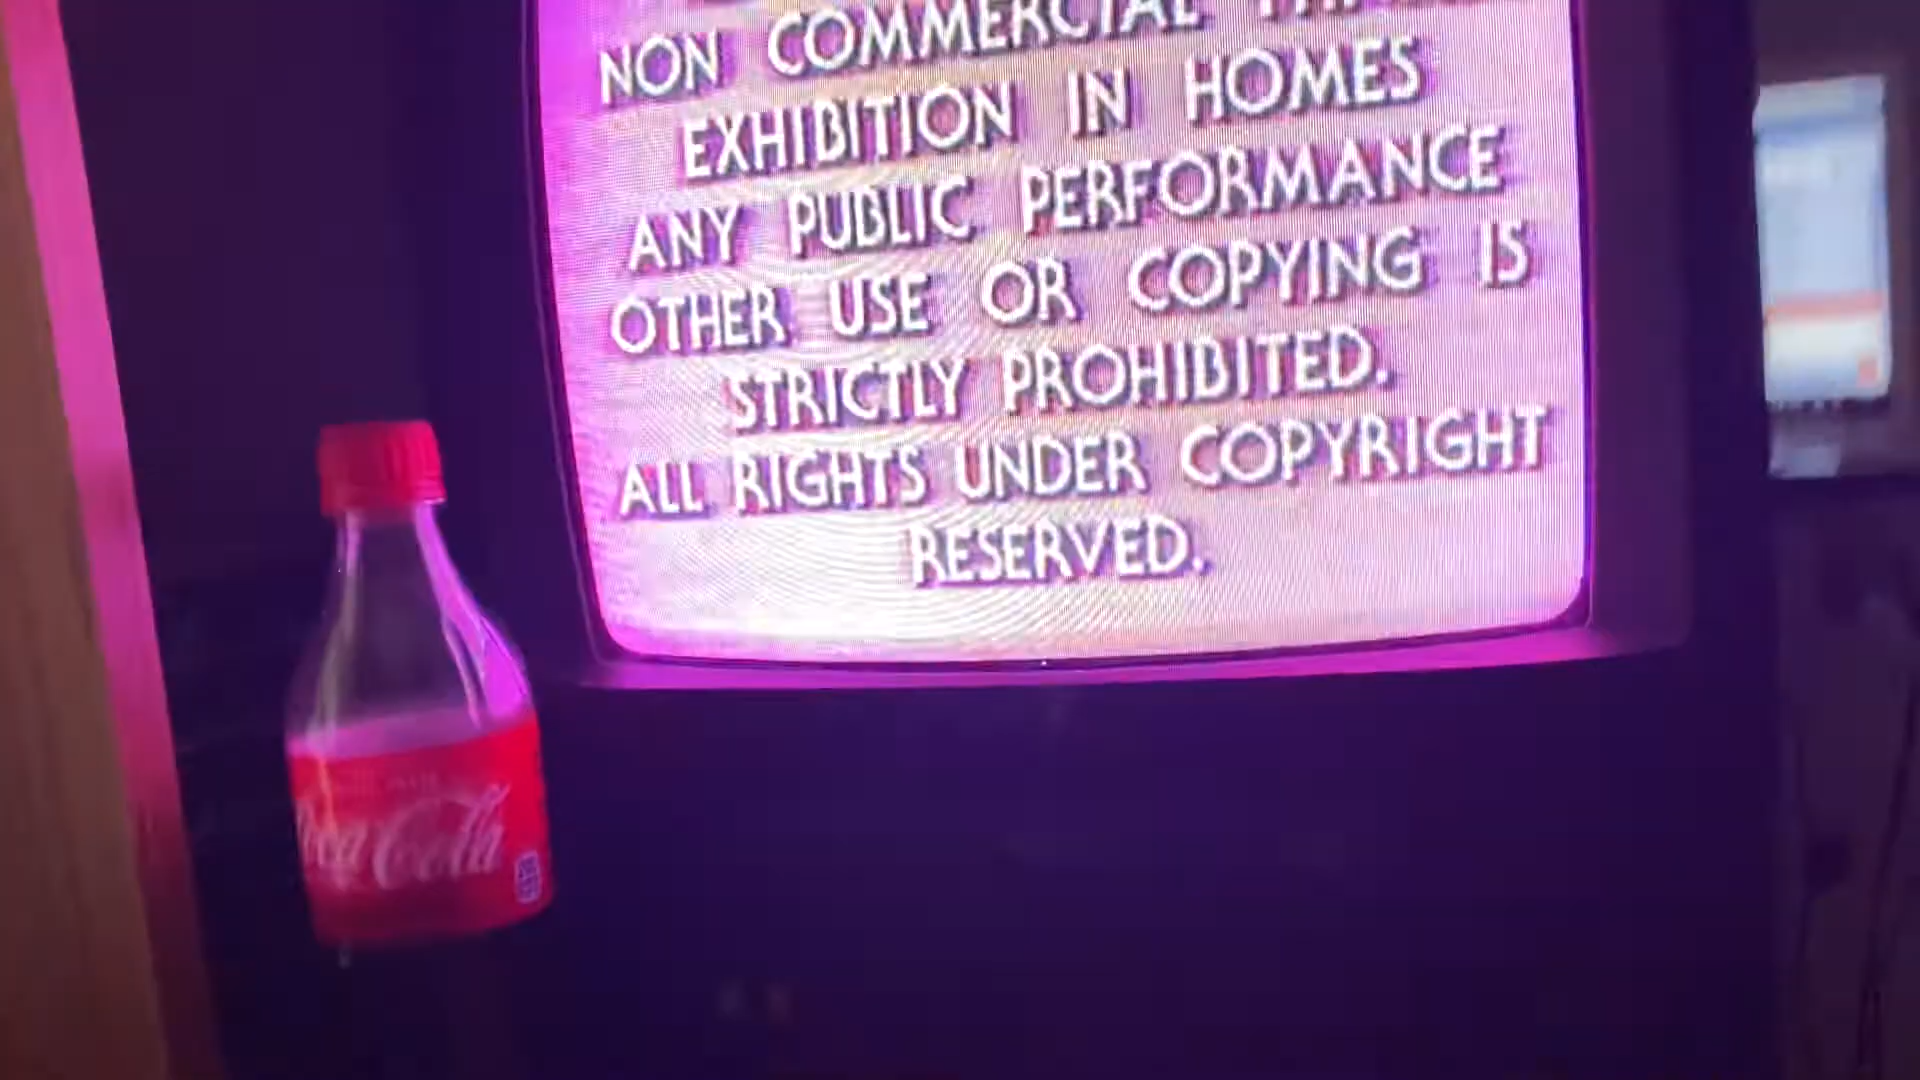 NON COMMERCIAL
EXHIBITION IN HOMES
ANY PUBLIC PERFORMANCE
OTHER USE OR COPYING IS
STRICTLY PROHIBITED.
ALL RIGHTS UNDER COPYRIGHT
RESERVED.
Coca-Cola